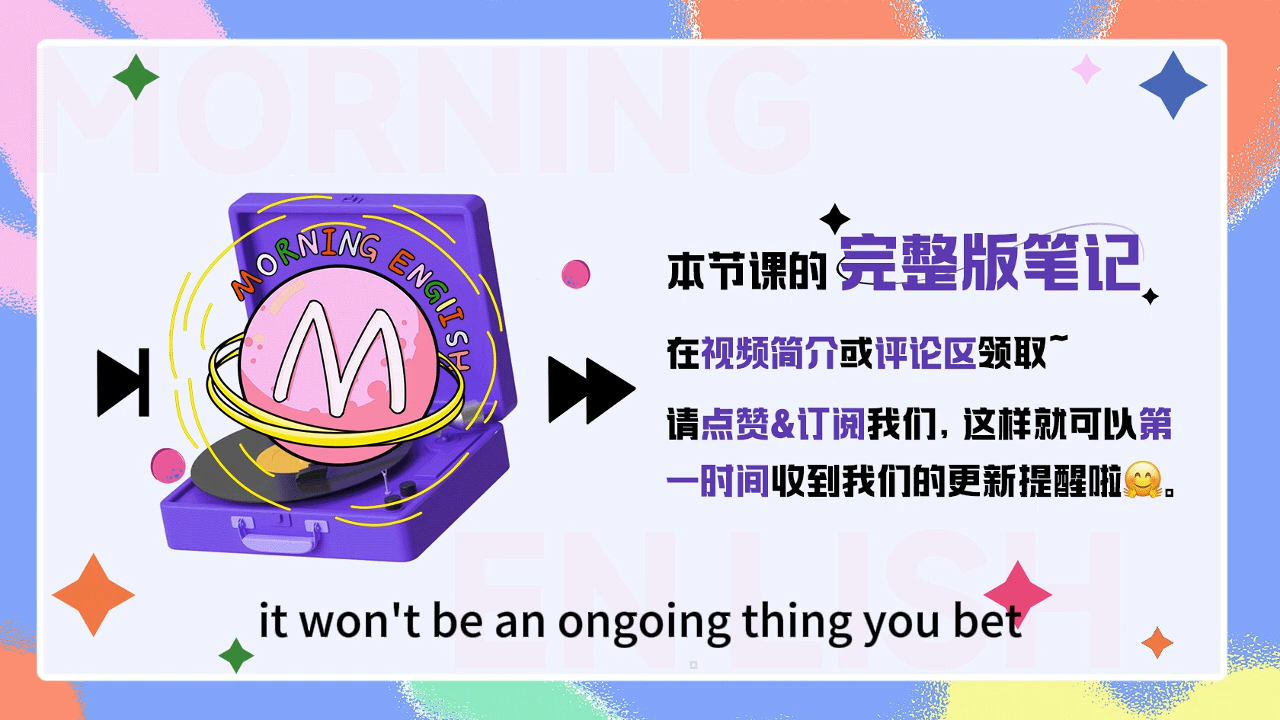 MORNING
MORNING ENGlISH
M
本节课的 完整版笔记
在视频简介或评论区领取~
请点赞&订阅我们, 这样就可以第
一时间收到我们的更新提醒啦🤗。
EN LISH
it won't be an ongoing thing you bet